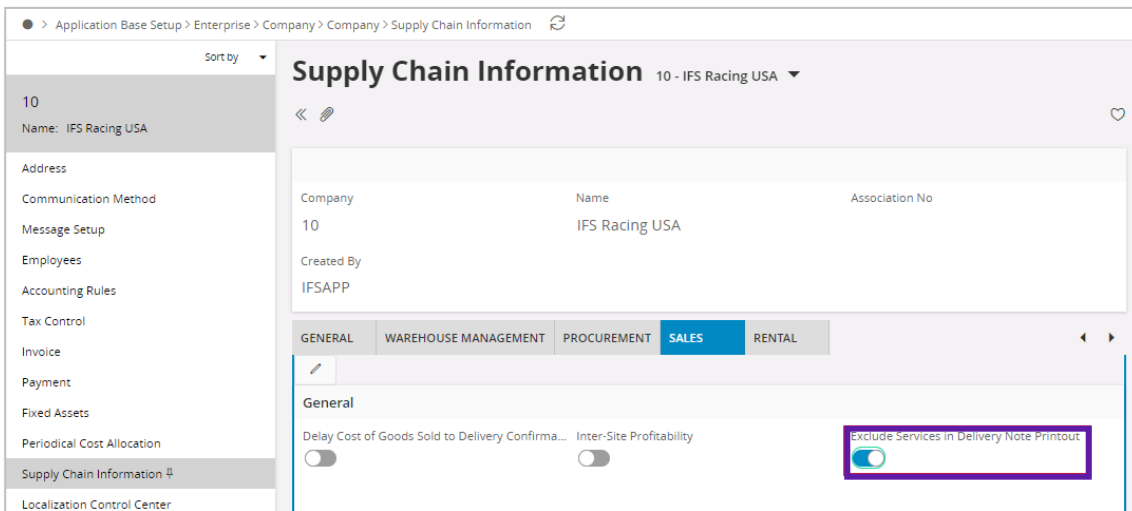 Application Base Setup > Enterprise > Company > Company > Supply Chain Information
Sort by
10
Name: IFS Racing USA
Address
Communication Method
Message Setup
Employees
Accounting Rules
Tax Control
Invoice
Payment
Fixed Assets
Periodical Cost Allocation
Supply Chain Information
Localization Control Center
Supply Chain Information 10 - IFS Racing USA
Company Name Association No
10 IFS Racing USA
Created By
IFSAPP
GENERAL WAREHOUSE MANAGEMENT PROCUREMENT SALES RENTAL
General
Delay Cost of Goods Sold to Delivery Confirma... Inter-Site Profitability Exclude Services in Delivery Note Printout